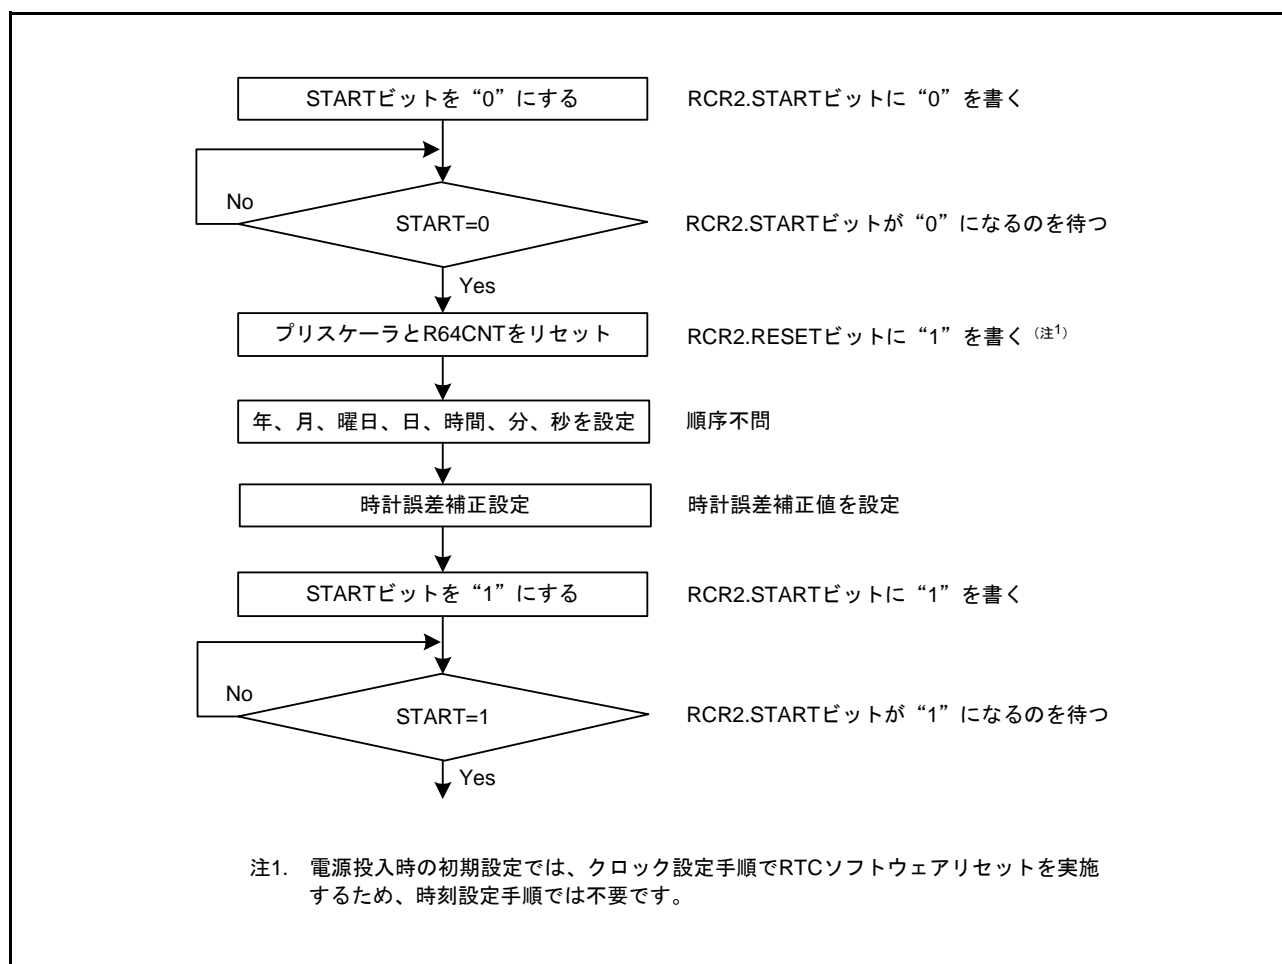 STARTビットを“0”にする RCR2.STARTビットに“0”を書く
No
START=0 RCR2.STARTビットが“0”になるのを待つ
Yes
プリスケーラとR64CNTをリセット RCR2.RESETビットに“1”を書く(注1)
年、月、曜日、日、時間、分、秒を設定 順序不問
時計誤差補正設定 時計誤差補正値を設定
STARTビットを“1”にする RCR2.STARTビットに“1”を書く
No
START=1 RCR2.STARTビットが“1”になるのを待つ
Yes
注1. 電源投入時の初期設定では、クロック設定手順でRTCソフトウェアリセットを実施
するため、時刻設定手順では不要です。